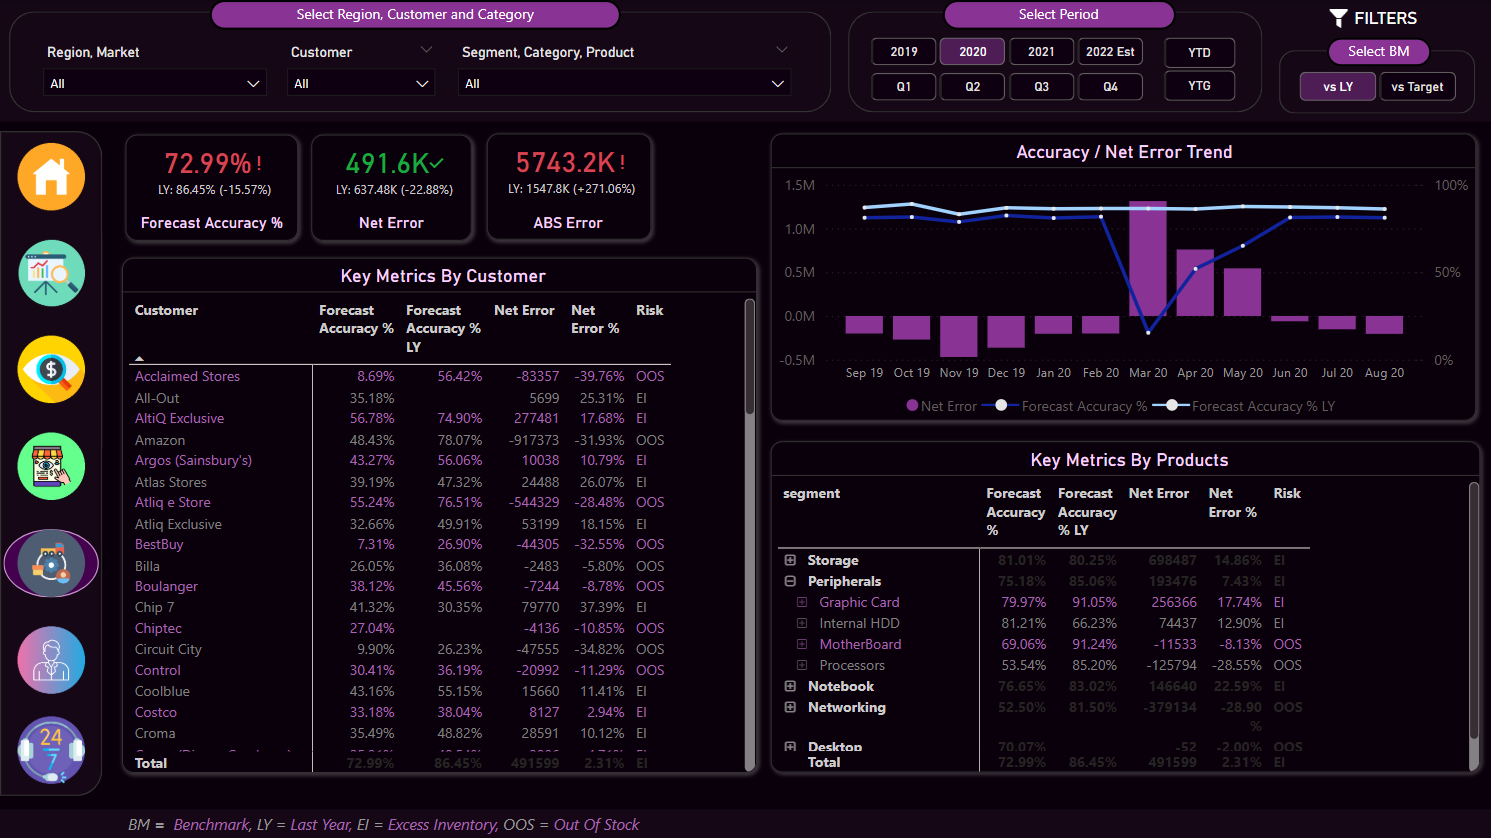 Select Region, Customer and Category
Select Period
FILTERS
Region, Market
Customer
Segment, Category, Product
All
All
All
2019
2020
2021
2022 Est
YTD
Q1
Q2
Q3
Q4
YTG
Select BM
vs LY
vs Target
72.99%!
LY: 86.45% (-15.57%)
Forecast Accuracy %
491.6K
LY: 637.48K (-22.88%)
Net Error
5743.2K!
LY: 1547.8K (+271.06%)
ABS Error
Key Metrics By Customer
Customer Forecast Accuracy % Forecast Accuracy % LY Net Error Net Error % Risk
Acclaimed Stores 8.69% 56.42% -83357 -39.76% OOS
All-Out 35.18% 5699 25.31% EI
AltiQ Exclusive 56.78% 74.90% 277481 17.68% EI
Amazon 48.43% 78.07% -917373 -31.93% OOS
Argos (Sainsbury's) 43.27% 56.06% 10038 10.79% EI
Atlas Stores 39.19% 47.32% 24488 26.07% EI
Atliq e Store 55.24% 76.51% -544329 -28.48% OOS
Atliq Exclusive 32.66% 49.91% 53199 18.15% EI
BestBuy 7.31% 26.90% -44305 -32.55% OOS
Billa 26.05% 36.08% -2483 -5.80% OOS
Boulanger 38.12% 45.56% -7244 -8.78% OOS
Chip 7 41.32% 30.35% 79770 37.39% EI
Chiptec 27.04% -4136 -10.85% OOS
Circuit City 9.90% 26.23% -47555 -34.82% OOS
Control 30.41% 36.19% -20992 -11.29% OOS
Coolblue 43.16% 55.15% 15660 11.41% EI
Costco 33.18% 38.04% 8127 2.94% EI
Croma 35.49% 48.82% 28591 10.12% EI
Total 72.99% 86.45% 491599 2.31% EI
Accuracy / Net Error Trend
1.5M
1.0M
0.5M
0.0M
-0.5M
100%
50%
0%
Sep 19 Oct 19 Nov 19 Dec 19 Jan 20 Feb 20 Mar 20 Apr 20 May 20 Jun 20 Jul 20 Aug 20
Net Error Forecast Accuracy % Forecast Accuracy % LY
Key Metrics By Products
segment Forecast Accuracy % Forecast Accuracy % LY Net Error Net Error % Risk
Storage 81.01% 80.25% 698487 14.86% EI
Peripherals 75.18% 85.06% 193476 7.43% EI
Graphic Card 79.97% 91.05% 256366 17.74% EI
Internal HDD 81.21% 66.23% 74437 12.90% EI
MotherBoard 69.06% 91.24% -11533 -8.13% OOS
Processors 53.54% 85.20% -125794 -28.55% OOS
Notebook 76.65% 83.02% 146640 22.59% EI
Networking 52.50% 81.50% -379134 -28.90 % OOS
Desktop 70.07% -52 -2.00% OOS
Total 72.99% 86.45% 491599 2.31% EI
24
7
BM = Benchmark, LY = Last Year, EI = Excess Inventory, OOS = Out Of Stock